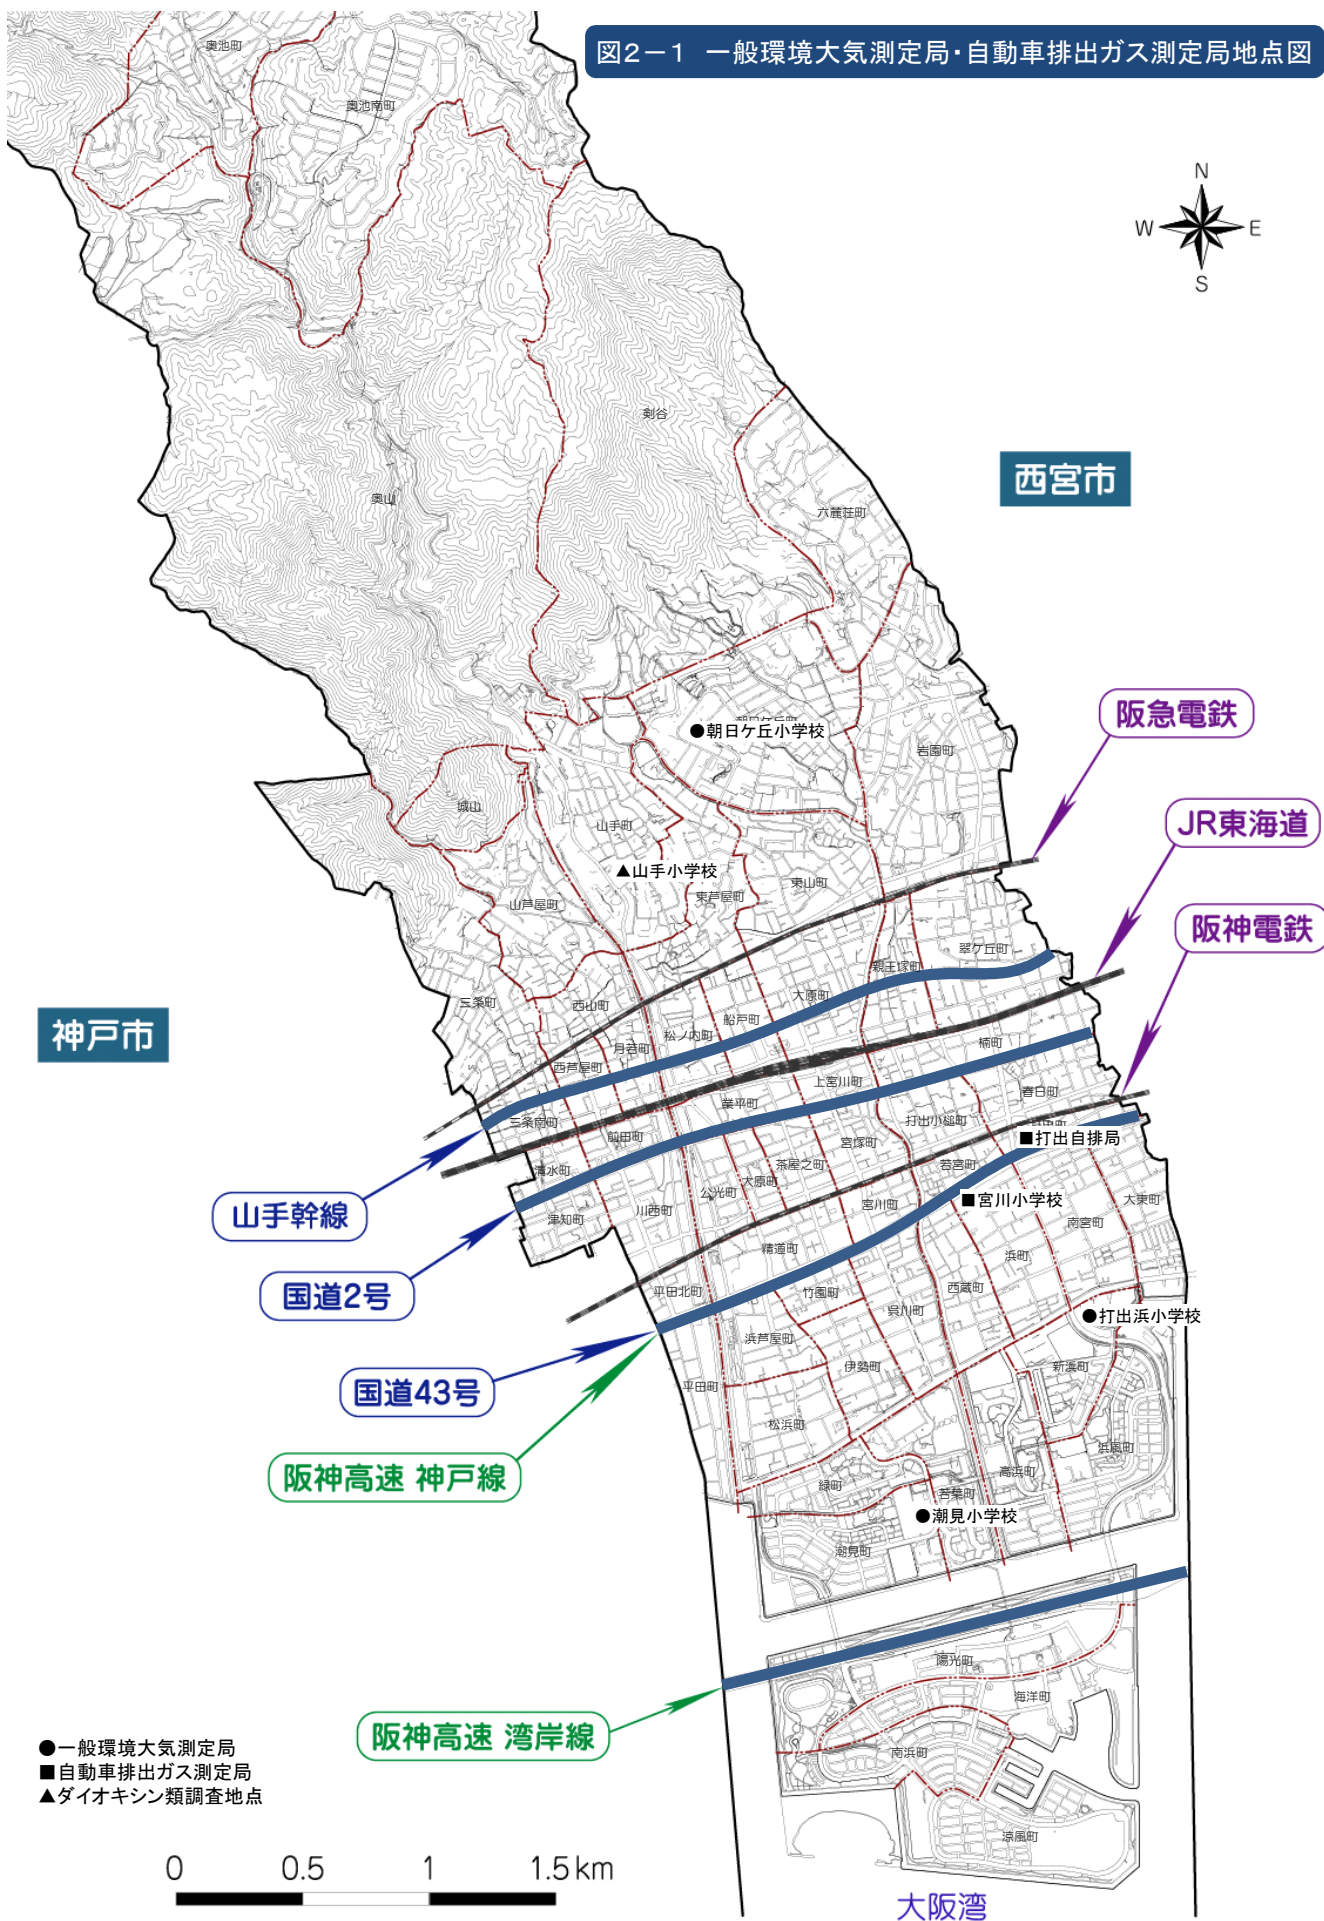 図2－1 一般環境大気測定局・自動車排出ガス測定局地点図
奥池町
奥池南町
N
W
E
S
剣谷
西宮市
奥山
六麓荘町
阪急電鉄
●朝日ケ丘小学校
岩園町
JR東海道
城山
山手町
▲山手小学校
東山町
東芦屋町
山芦屋町
阪神電鉄
翠ケ丘町
親王塚町
大原町
三条町
西山町
船戸町
松ノ内町
神戸市
月若町
楠町
西芦屋町
上宮川町
春日町
業平町
三条南町
打出小槌町
前田町
宮塚町
■打出自排局
清水町
茶屋之町
若宮町
大原町
公光町
■宮川小学校
大東町
宮川町
川西町
津知町
南宮町
山手幹線
精道町
浜町
国道2号
平田北町
竹園町
西蔵町
呉川町
●打出浜小学校
浜芦屋町
伊勢町
新浜町
国道43号
平田町
松浜町
浜風町
阪神高速 神戸線
高浜町
緑町
若葉町
●潮見小学校
潮見町
陽光町
海洋町
阪神高速 湾岸線
南浜町
●一般環境大気測定局
■自動車排出ガス測定局
▲ダイオキシン類調査地点
涼風町
0 0.5 1 1.5km
大阪湾